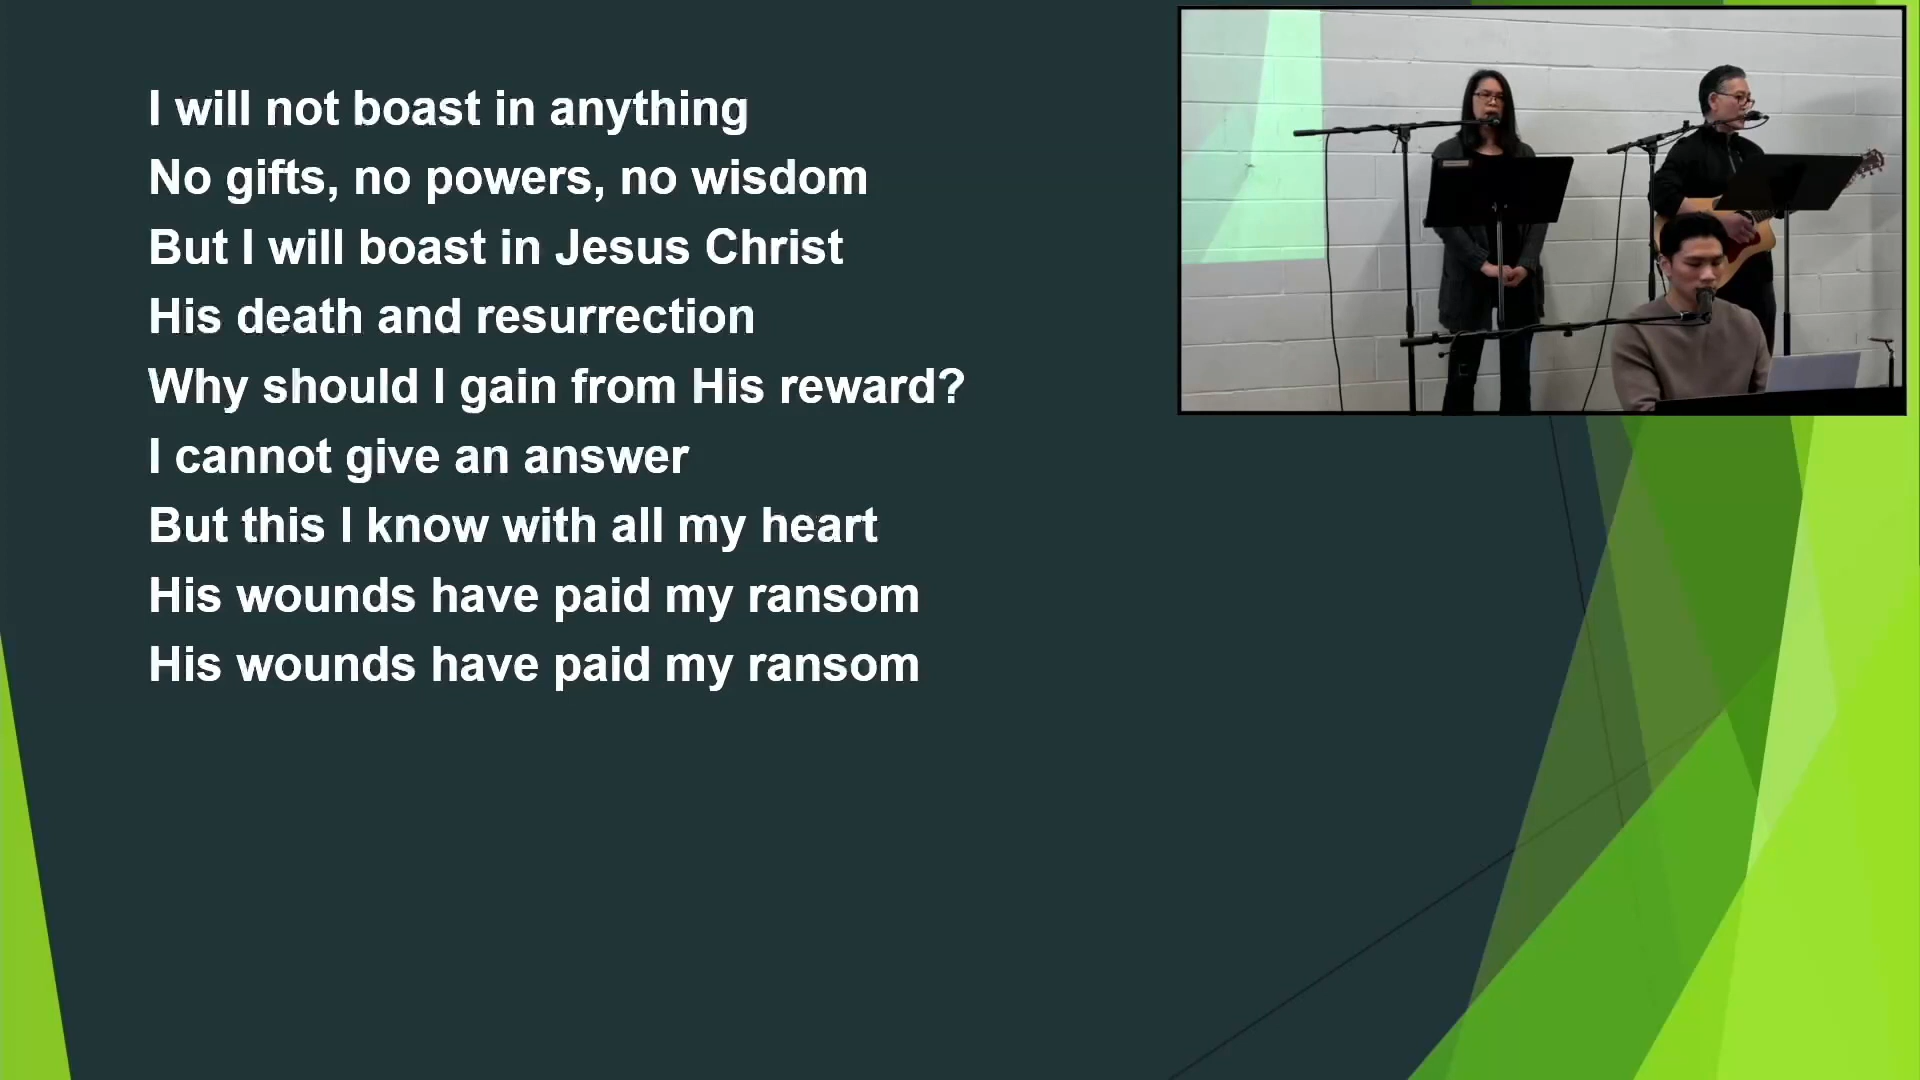 I will not boast in anything
No gifts, no powers, no wisdom
But I will boast in Jesus Christ
His death and resurrection
Why should I gain from His reward?
I cannot give an answer
But this I know with all my heart
His wounds have paid my ransom
His wounds have paid my ransom